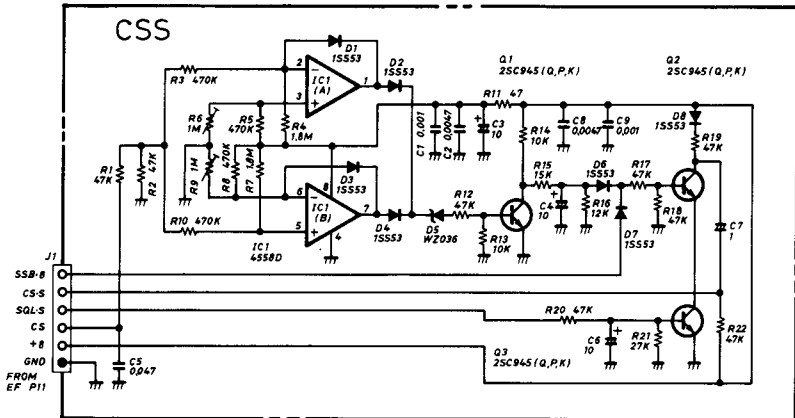 CSS
D1
1SS53
D2
1SS53
R3 470K
2
3
1
IC1
(A)
R6
1M
R5
470K
R4
1,8M
R11 47
Q1
2SC945(Q,P,K)
Q2
2SC945(Q,P,K)
C1 0,001
C2 0,0047
C3
10
R14
10K
C8
0,0047
C9
0,001
D8
1SS53
R19
47K
R1
47K
R2 47K
R9 1M
R8 470K
R7 1,8M
D3
1SS53
8
6
5
7
4
IC1
(B)
R10 470K
IC1
4558D
D4
1SS53
D5
WZ036
R12
47K
R13
10K
R15
15K
C4
10
D6
1SS53
R16
12K
R17
47K
D7
1SS53
R18
47K
C7
1
J1
SSB·8
CS·S
SQL·S
CS
+8
GND
FROM
EF P11
C5
0,047
R20 47K
C6
10
R21
27K
R22
47K
Q3
2SC945(Q,P,K)